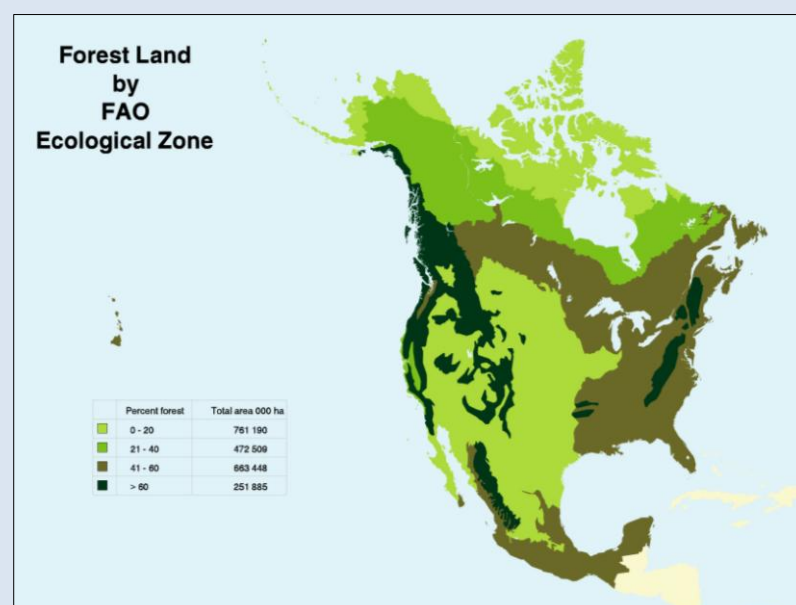 Forest Land
by
FAO
Ecological Zone
Percent forest Total area 000 ha
0 - 20 761 190
21 - 40 472 509
41 - 60 663 448
> 60 251 885